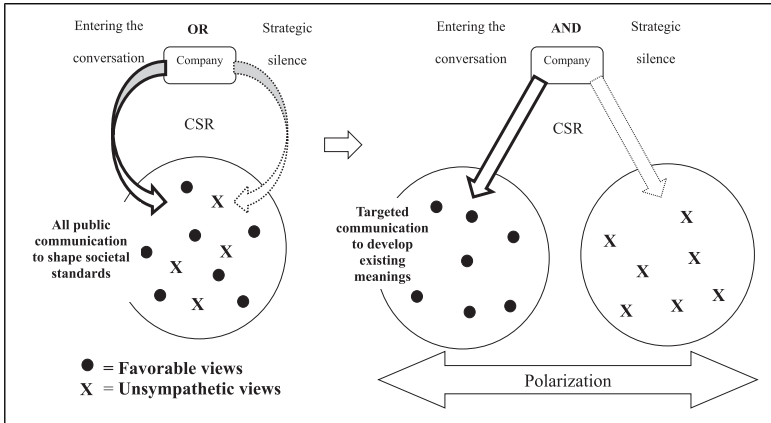 Entering the
conversation
OR
Strategic
silence
Company
CSR
All public
communication
to shape societal
standards
X
X
X
X
= Favorable views
X = Unsympathetic views
Entering the
conversation
AND
Strategic
silence
Company
CSR
Targeted
communication
to develop
existing
meanings
X
X
X
X
X
X
X
Polarization